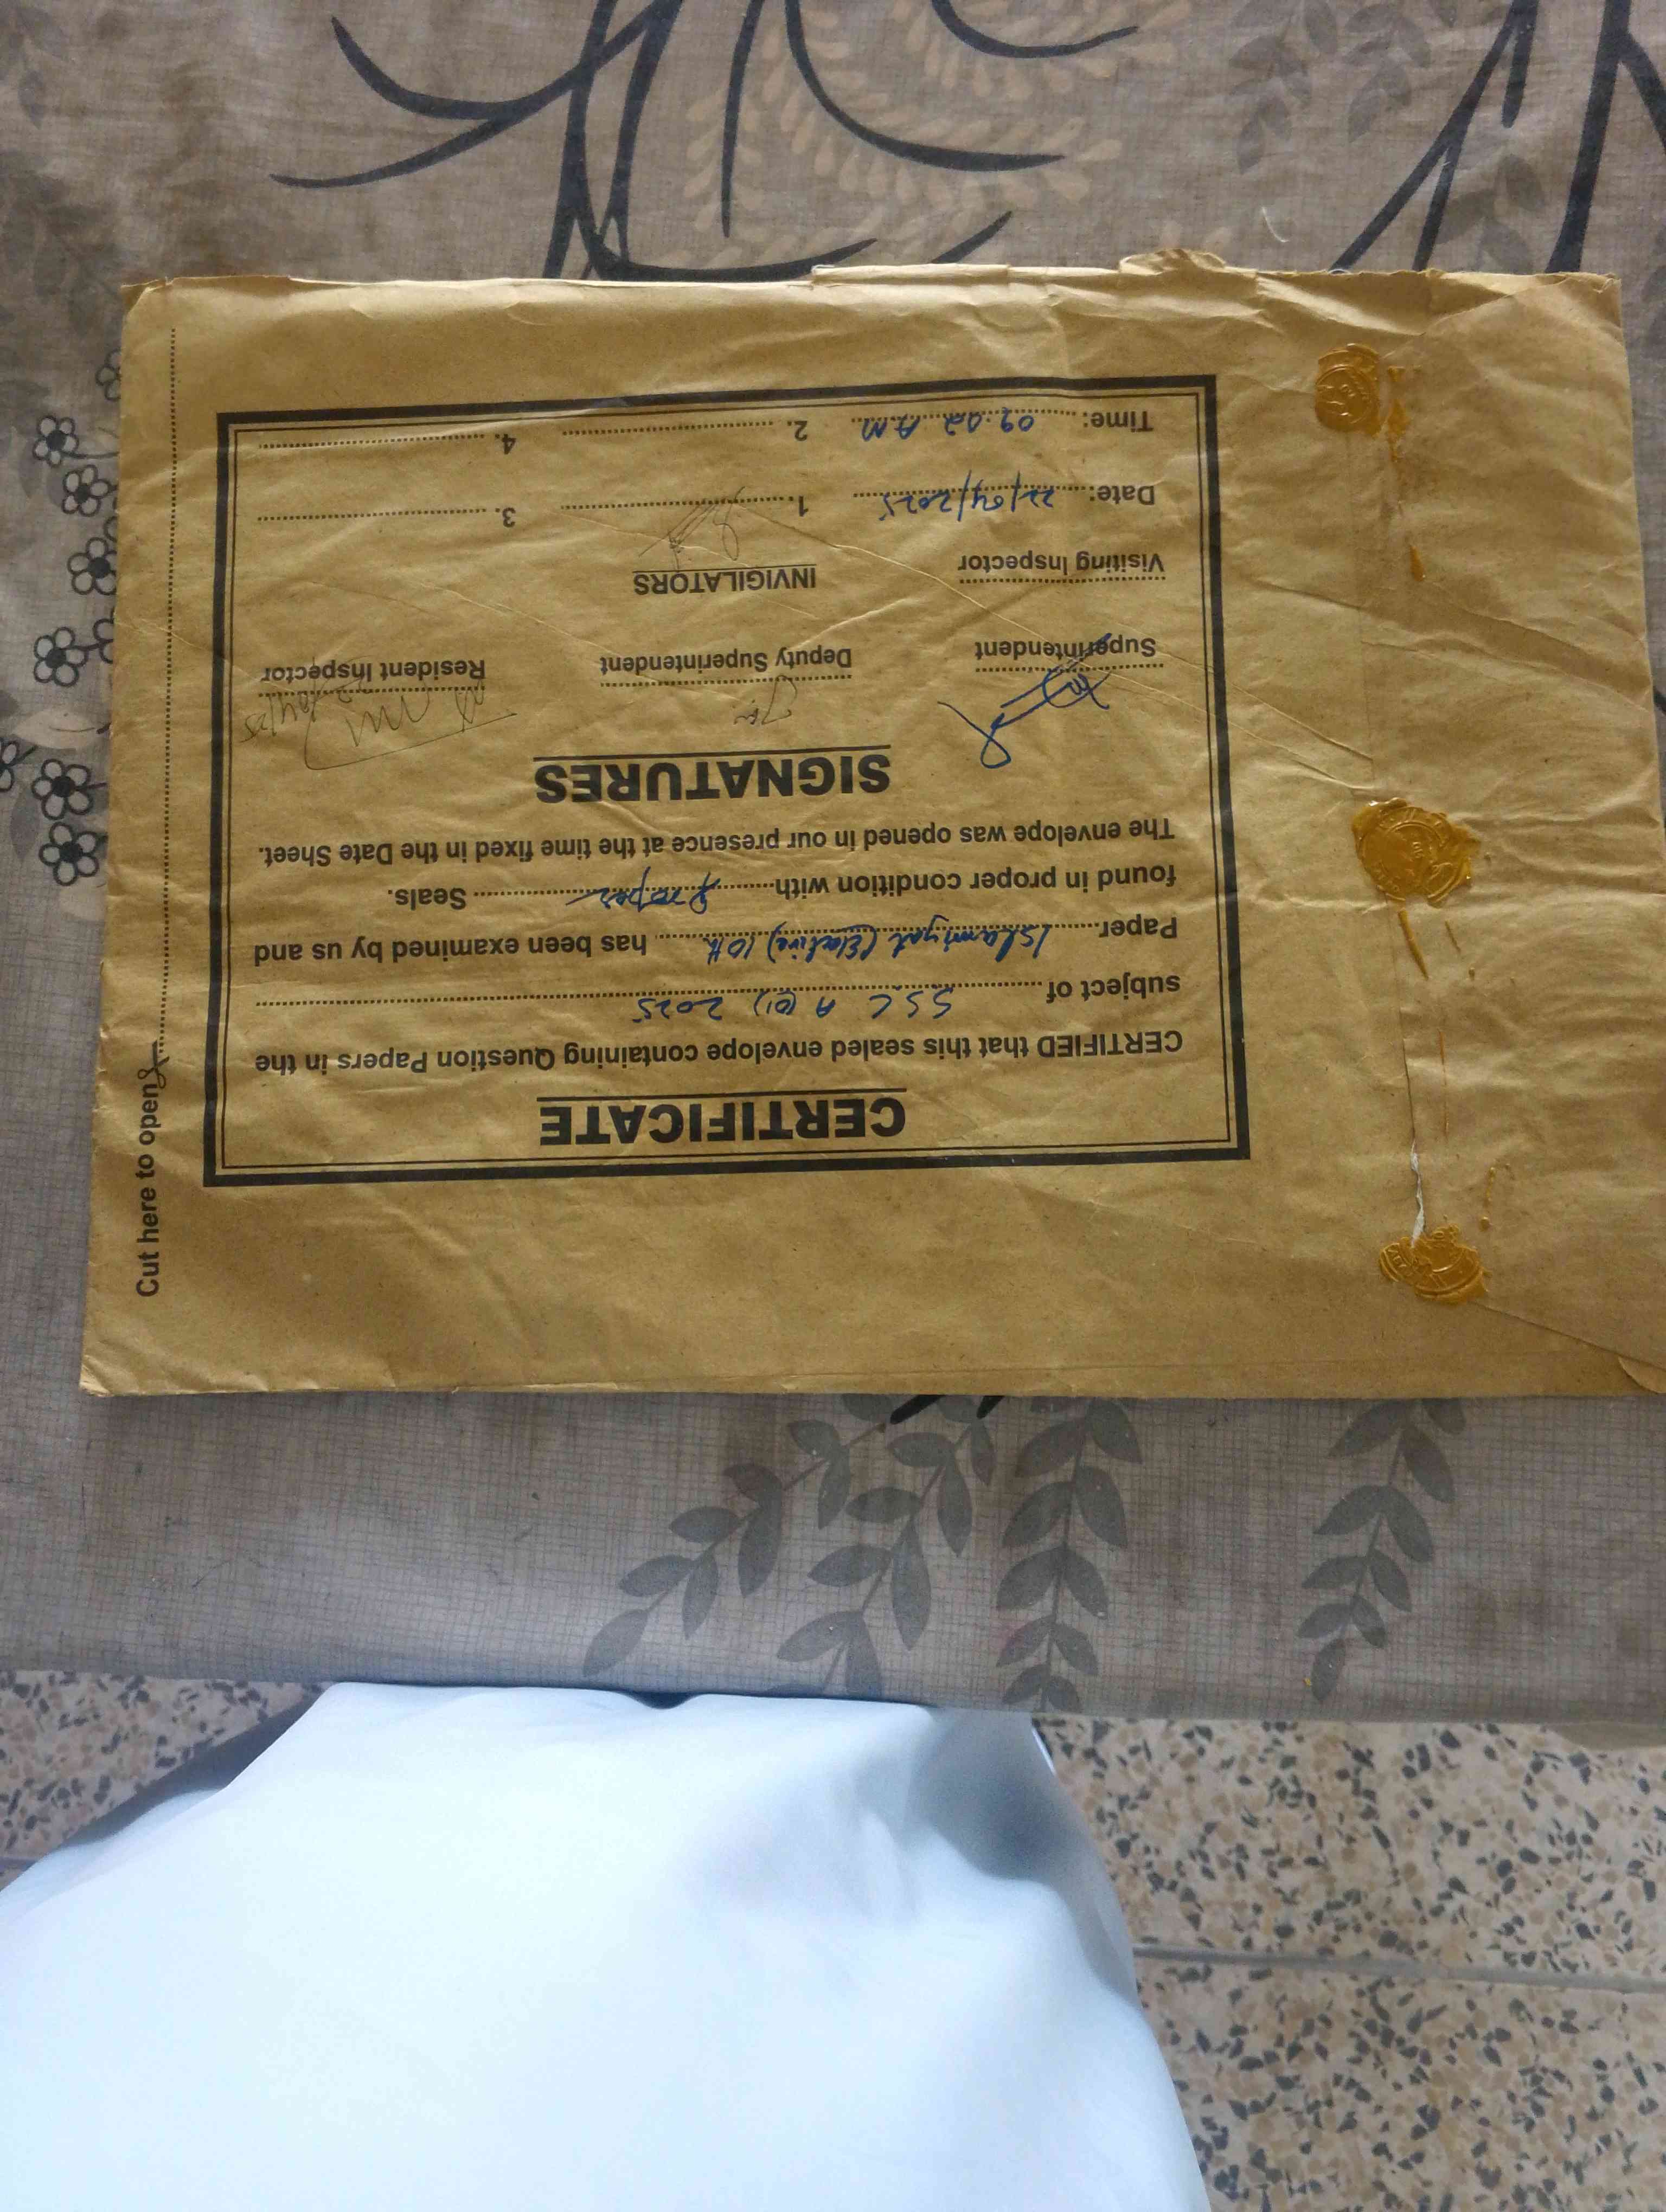 CERTIFICATE
CERTIFIED that this sealed envelope containing Question Papers in the
subject of SSC A (01) 2025
Paper Islamiyat (Elective) 10th has been examined by us and
found in proper condition with Proper Seals.
The envelope was opened in our presence at the time fixed in the Date Sheet.
SIGNATURES
Superintendent Deputy Superintendent Resident Inspector
Visiting Inspector INVIGILATORS
Date: 22/04/2025 1. 3.
Time: 09:02 A.M 2. 4.
Cut here to open